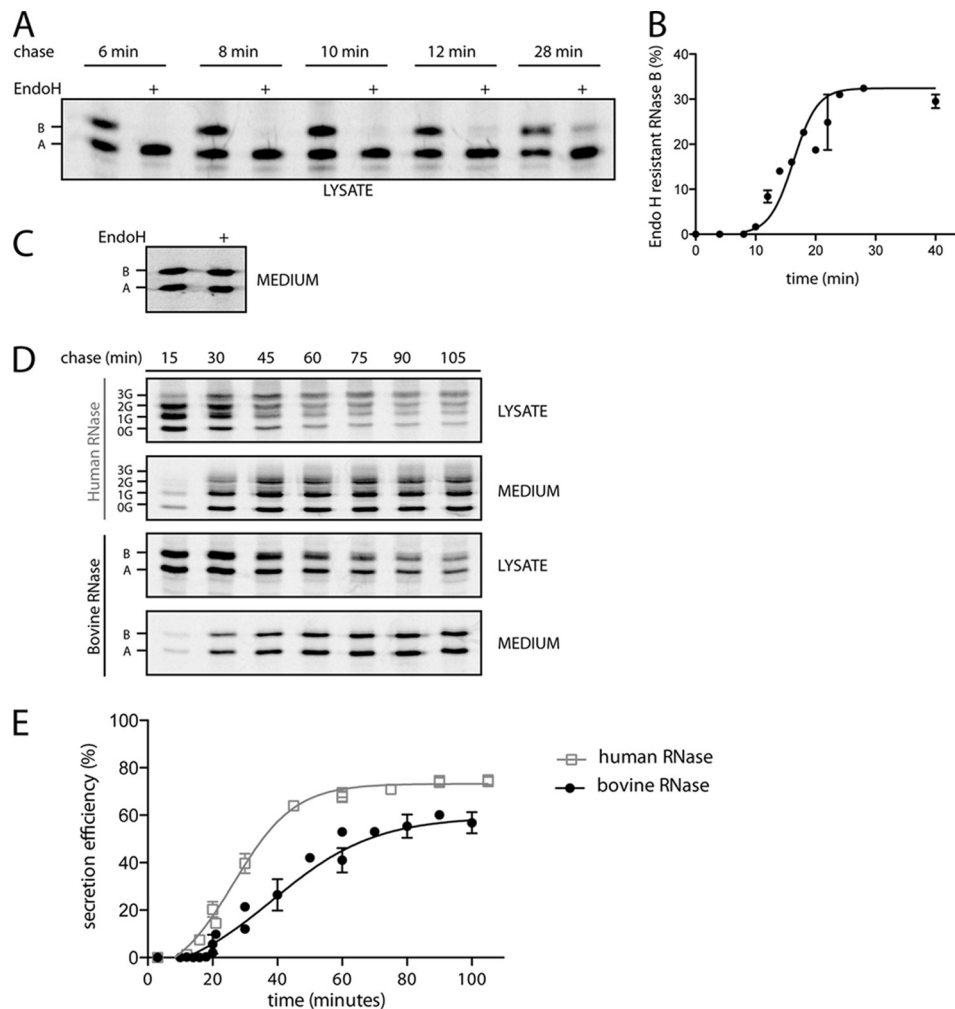 A
chase 6 min 8 min 10 min 12 min 28 min
EndoH + + + + +
B
A
LYSATE
B
Endo H resistant RNase B (%)
40
30
20
10
0
0 10 20 30 40
time (min)
C
EndoH +
B
A
MEDIUM
D
chase (min) 15 30 45 60 75 90 105
Human RNase
3G
2G
1G
0G
LYSATE
3G
2G
1G
0G
MEDIUM
Bovine RNase
B
A
LYSATE
B
A
MEDIUM
E
secretion efficiency (%)
100
80
60
40
20
0
0 20 40 60 80 100
time (minutes)
human RNase
bovine RNase